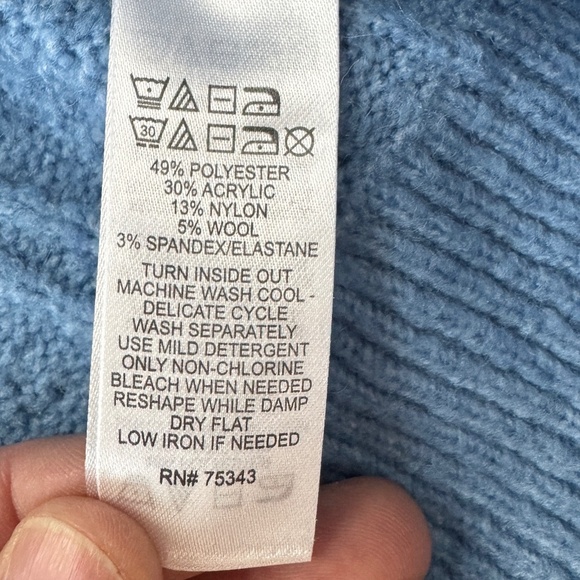 30
49% POLYESTER
30% ACRYLIC
13% NYLON
5% WOOL
3% SPANDEX/ELASTANE
TURN INSIDE OUT
MACHINE WASH COOL -
DELICATE CYCLE
WASH SEPARATELY
USE MILD DETERGENT
ONLY NON-CHLORINE
BLEACH WHEN NEEDED
RESHAPE WHILE DAMP
DRY FLAT
LOW IRON IF NEEDED
RN# 75343